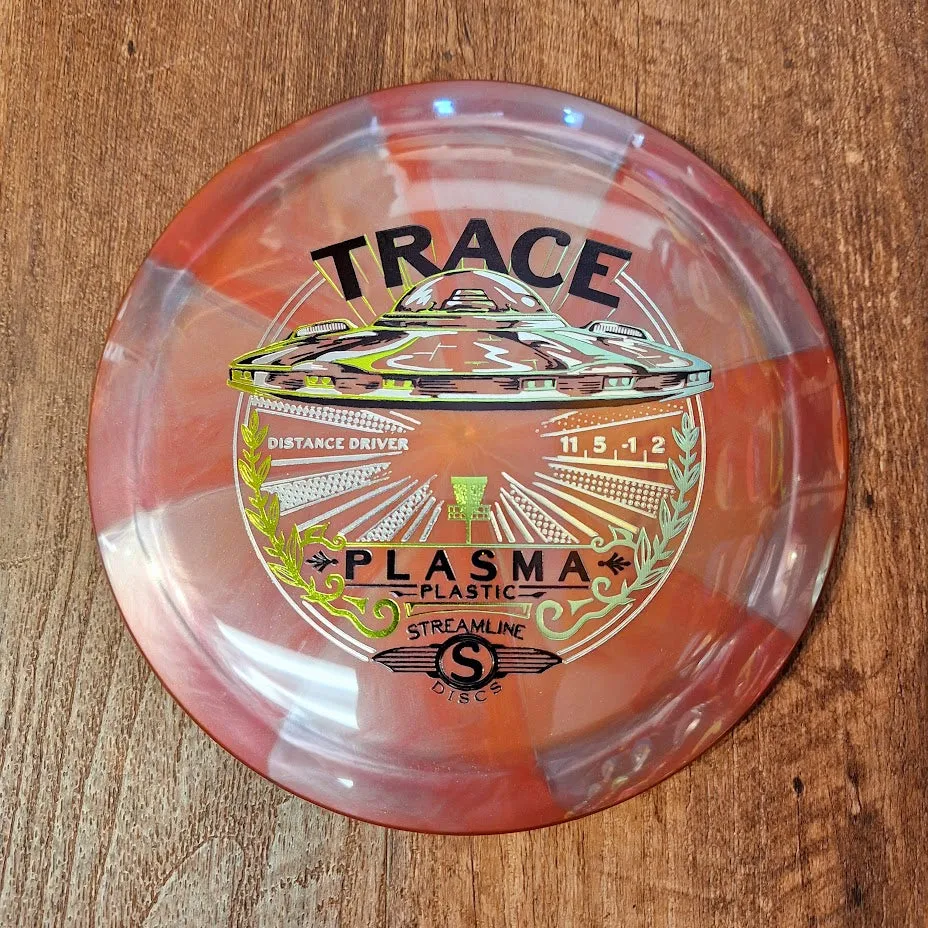 TRACE
DISTANCE DRIVER
11 5 -1 2
PLASMA
PLASTIC
STREAMLINE
S
DISCS